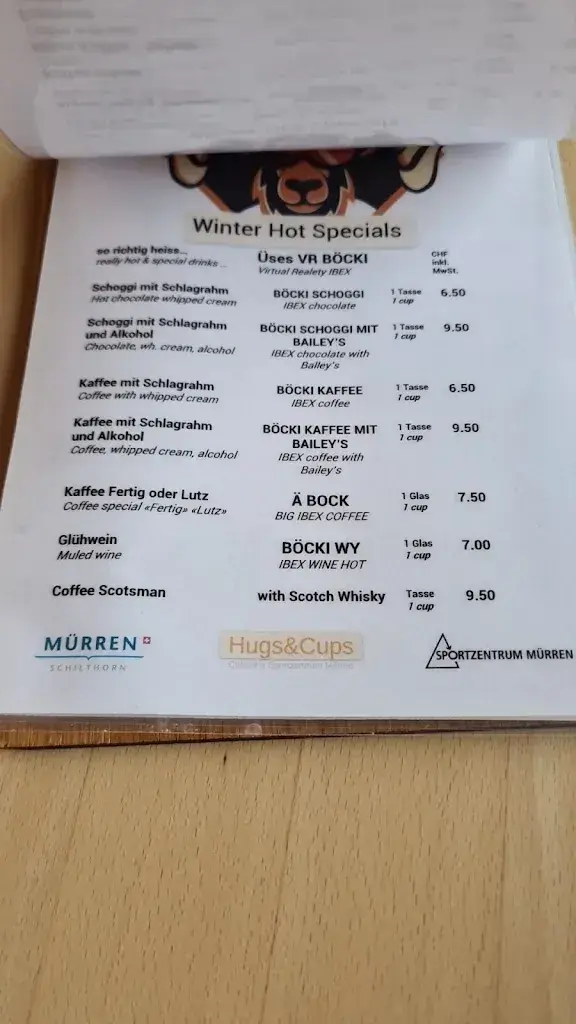 Winter Hot Specials
so richtig heiss...
really hot & special drinks ...
Üses VR BÖCKI
Virtual Realety IBEX
CHF
inkl.
MwSt.
Schoggi mit Schlagrahm
Hot chocolate whipped cream
BÖCKI SCHOGGI
IBEX chocolate
1 Tasse
1 cup
6.50
Schoggi mit Schlagrahm
und Alkohol
Chocolate, wh. cream, alcohol
BÖCKI SCHOGGI MIT
BAILEY'S
IBEX chocolate with
Bailey's
1 Tasse
1 cup
9.50
Kaffee mit Schlagrahm
Coffee with whipped cream
BÖCKI KAFFEE
IBEX coffee
1 Tasse
1 cup
6.50
Kaffee mit Schlagrahm
und Alkohol
Coffee, whipped cream, alcohol
BÖCKI KAFFEE MIT
BAILEY'S
IBEX coffee with
Bailey's
1 Tasse
1 cup
9.50
Kaffee Fertig oder Lutz
Coffee special «Fertig» «Lutz»
Ä BOCK
BIG IBEX COFFEE
1 Glas
1 cup
7.50
Glühwein
Muled wine
BÖCKI WY
IBEX WINE HOT
1 Glas
1 cup
7.00
Coffee Scotsman
with Scotch Whisky
Tasse
1 cup
9.50
MÜRREN
SCHILTHORN
Hugs&Cups
SPORTZENTRUM MÜRREN